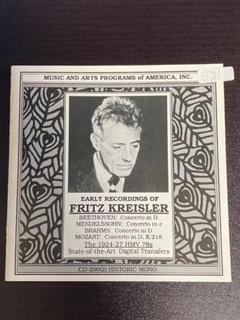 MUSIC AND ARTS PROGRAMS of AMERICA, INC.
EARLY RECORDINGS OF
FRITZ KREISLER
BEETHOVEN: Concerto in D
MENDELSSOHN: Concerto in e
BRAHMS: Concerto in D
MOZART: Concerto in D, K.218
The 1924-27 HMV 78s
State-of-the-Art Digital Transfers
CD-290(2) HISTORIC MONO